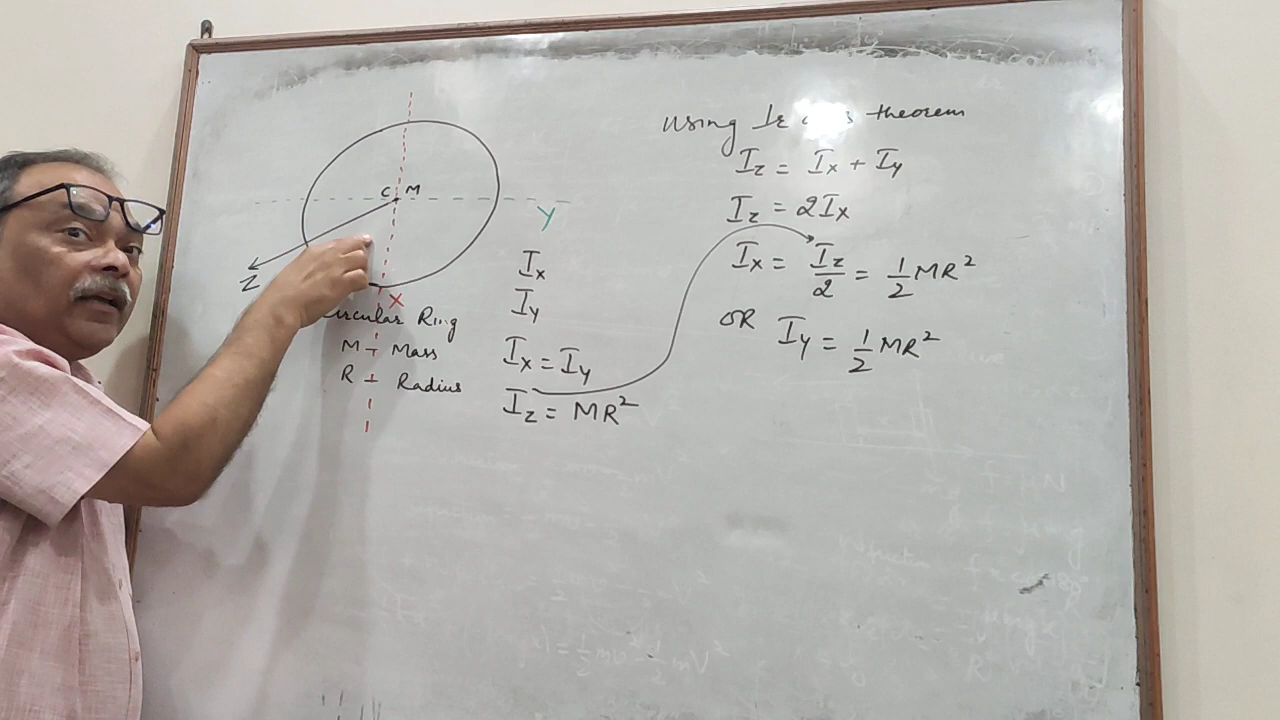 C M
Y
Z
X
Circular Ring
M - Mass
R - Radius
Ix
Iy
Ix = Iy
Iz = MR²
Using theorem
Iz = Ix + Iy
Iz = 2Ix
Ix = Iz/2 = 1/2 MR²
OR Iy = 1/2 MR²